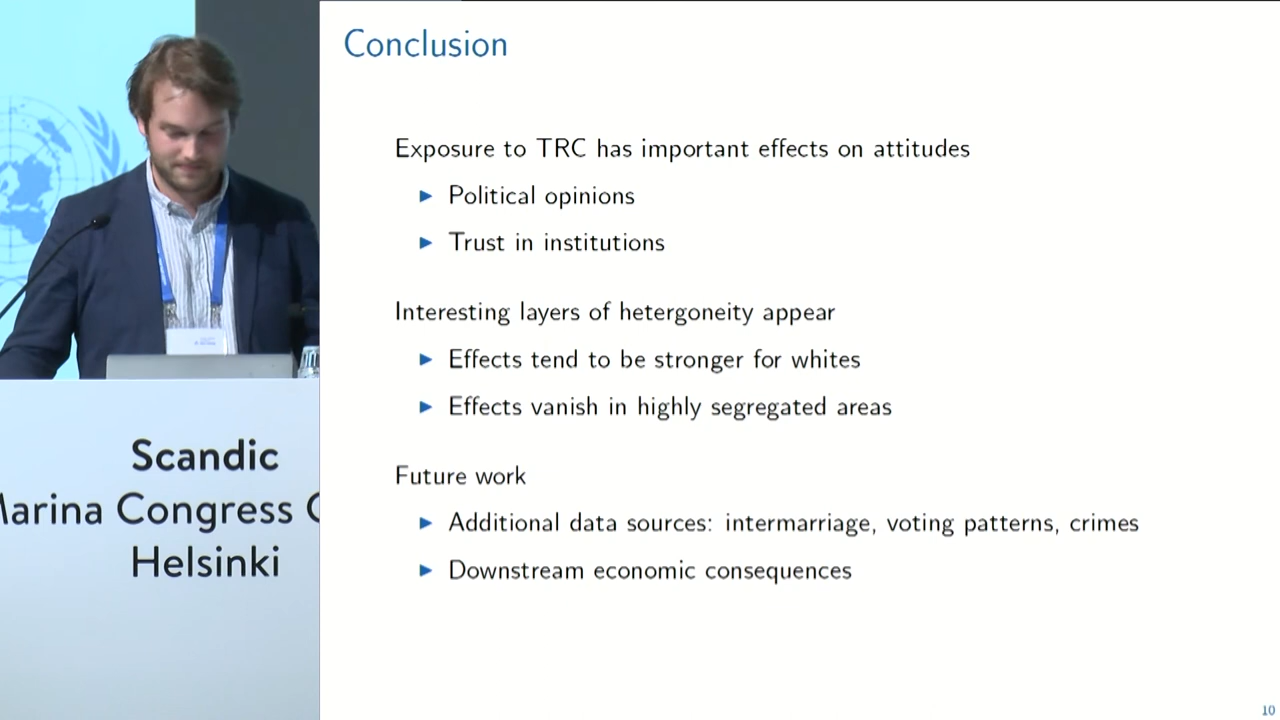 Conclusion
Exposure to TRC has important effects on attitudes
Political opinions
Trust in institutions
Interesting layers of hetergoneity appear
Effects tend to be stronger for whites
Effects vanish in highly segregated areas
Future work
Additional data sources: intermarriage, voting patterns, crimes
Downstream economic consequences
10
Scandic
Marina Congress C
Helsinki